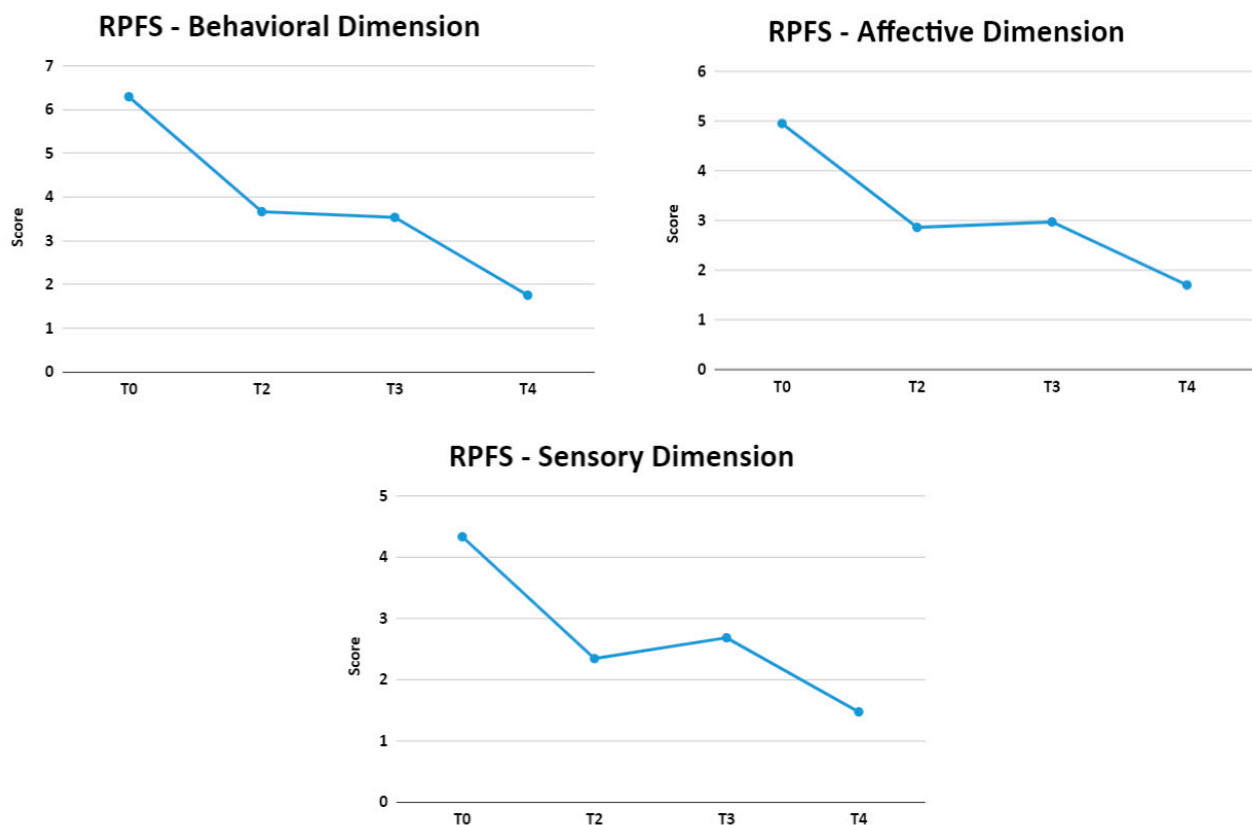 RPFS - Behavioral Dimension
7
6
5
4
3
2
1
0
Score
T0 T2 T3 T4
RPFS - Affective Dimension
6
5
4
3
2
1
0
Score
T0 T2 T3 T4
RPFS - Sensory Dimension
5
4
3
2
1
0
Score
T0 T2 T3 T4